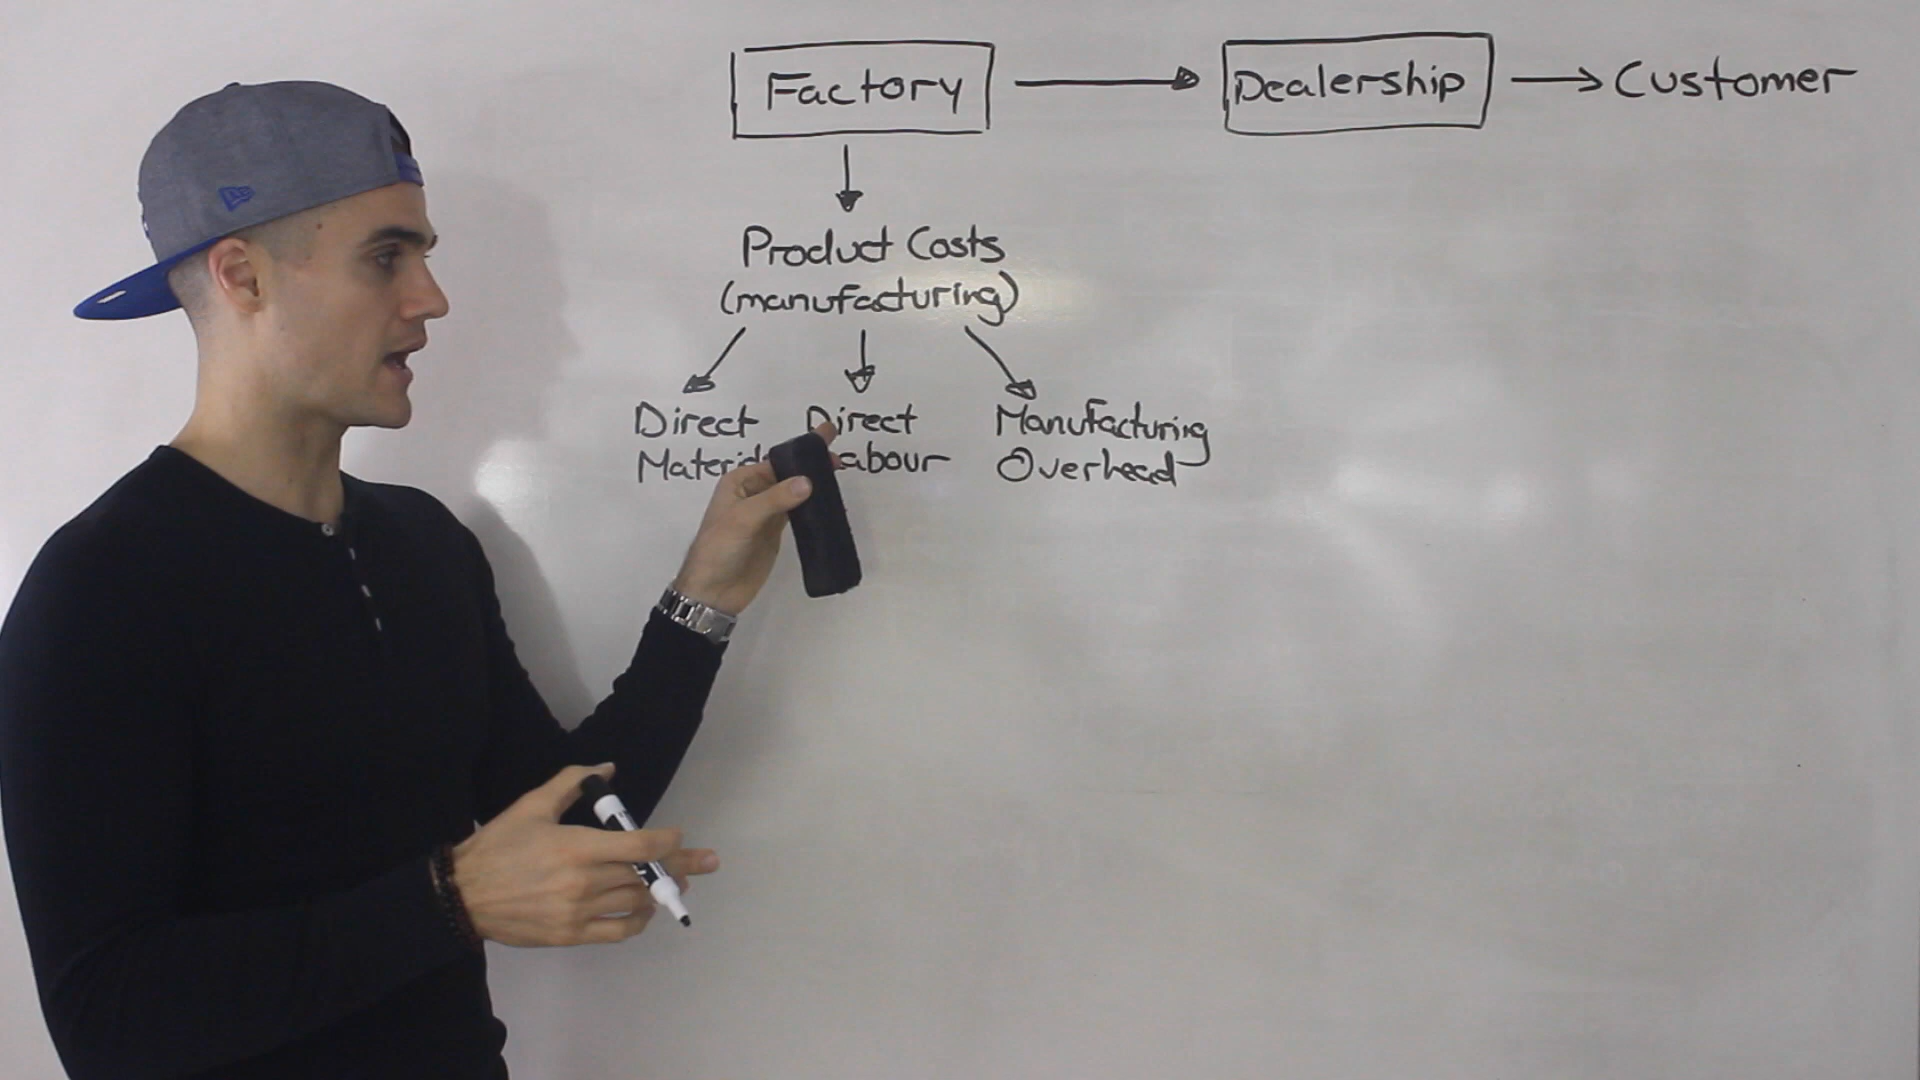 Factory
Dealership
Customer
Product Costs
(manufacturing)
Direct
Direct
Manufacturing
Overhead